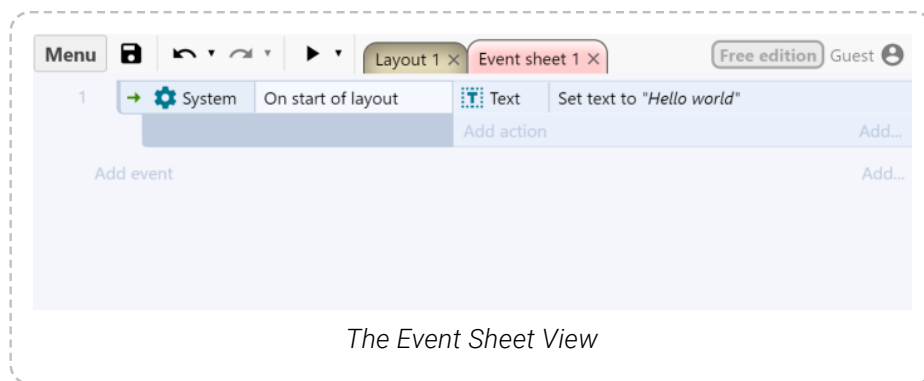 Menu Layout 1 × Event sheet 1 × Free edition Guest
1 System On start of layout Text Set text to "Hello world"
Add action Add...
Add event Add...
The Event Sheet View